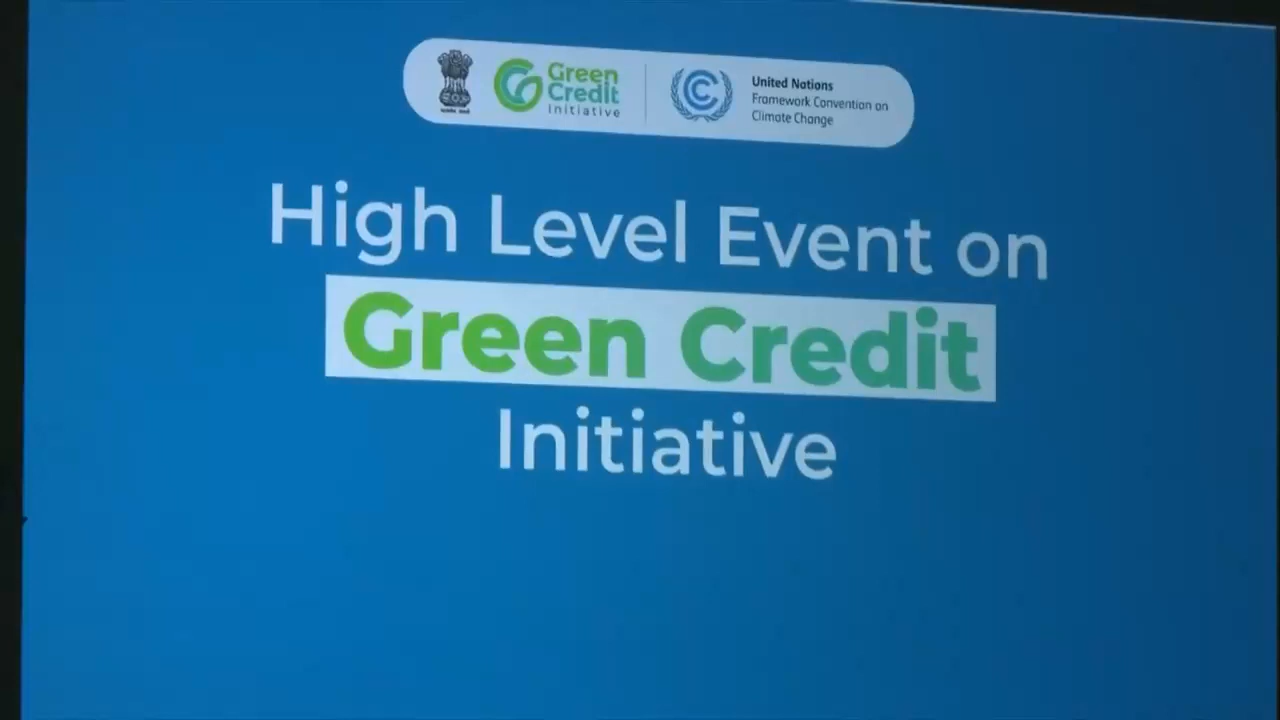 Green
Credit
Initiative
United Nations
Framework Convention on
Climate Change
High Level Event on
Green Credit
Initiative